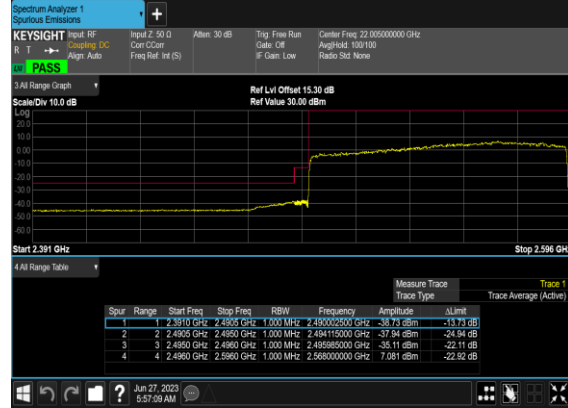 Spectrum Analyzer 1
Spurious Emissions
+
KEYSIGHT Input: RF Input Z: 50 Ω Atten: 30 dB Trig: Free Run Center Freq: 22.005000000 GHz
R T Coupling: DC Corr CCorr Gate: Off Avg|Hold: 100/100
Align: Auto Freq Ref: Int (S) IF Gain: Low Radio Std: None
PASS
3 All Range Graph
Ref Lvl Offset 15.30 dB
Scale/Div 10.0 dB Ref Value 30.00 dBm
Log
20.0
10.0
0.00
-10.0
-20.0
-30.0
-40.0
-50.0
-60.0
Start 2.391 GHz Stop 2.596 GH
4 All Range Table
Measure Trace Trace 1
Trace Type Trace Average (Active)
Spur Range Start Freq Stop Freq RBW Frequency Amplitude ΔLimit
1 1 2.3910 GHz 2.4905 GHz 1.000 MHz 2.490002500 GHz -38.73 dBm -13.73 dB
2 2 2.4905 GHz 2.4950 GHz 1.000 MHz 2.494115000 GHz -37.94 dBm -24.94 dB
3 3 2.4950 GHz 2.4960 GHz 1.000 MHz 2.495985000 GHz -35.11 dBm -22.11 dB
4 4 2.4960 GHz 2.5960 GHz 1.000 MHz 2.568000000 GHz 7.081 dBm -22.92 dB
? Jun 27, 2023
5:57:09 AM